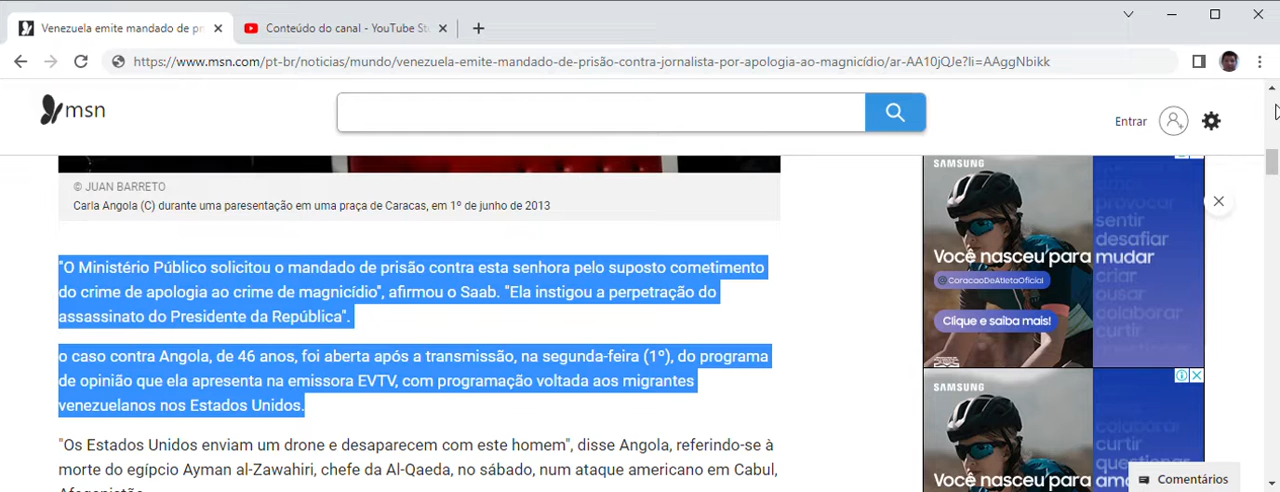 Venezuela emite mandado de pri
Conteúdo do canal - YouTube St
https://www.msn.com/pt-br/noticias/mundo/venezuela-emite-mandado-de-prisão-contra-jornalista-por-apologia-ao-magnicídio/ar-AA10jQJe?li=AAggNbikk
msn
Entrar
© JUAN BARRETO
Carla Angola (C) durante uma paresentação em uma praça de Caracas, em 1º de junho de 2013
"O Ministério Público solicitou o mandado de prisão contra esta senhora pelo suposto cometimento
do crime de apologia ao crime de magnicídio", afirmou o Saab. "Ela instigou a perpetração do
assassinato do Presidente da República".
o caso contra Angola, de 46 anos, foi aberta após a transmissão, na segunda-feira (1º), do programa
de opinião que ela apresenta na emissora EVTV, com programação voltada aos migrantes
venezuelanos nos Estados Unidos.
"Os Estados Unidos enviam um drone e desaparecem com este homem", disse Angola, referindo-se à
morte do egípcio Ayman al-Zawahiri, chefe da Al-Qaeda, no sábado, num ataque americano em Cabul,
Afeganistão
SAMSUNG
provocar
sentir
desafiar
Você nasceu para mudar
criar
@CoracaoDeAtletaOficial
ousar
colaborar
Clique e saiba mais!
curtir
SAMSUNG
colaborar
curtir
questionar
Você nasceu para
Comentários